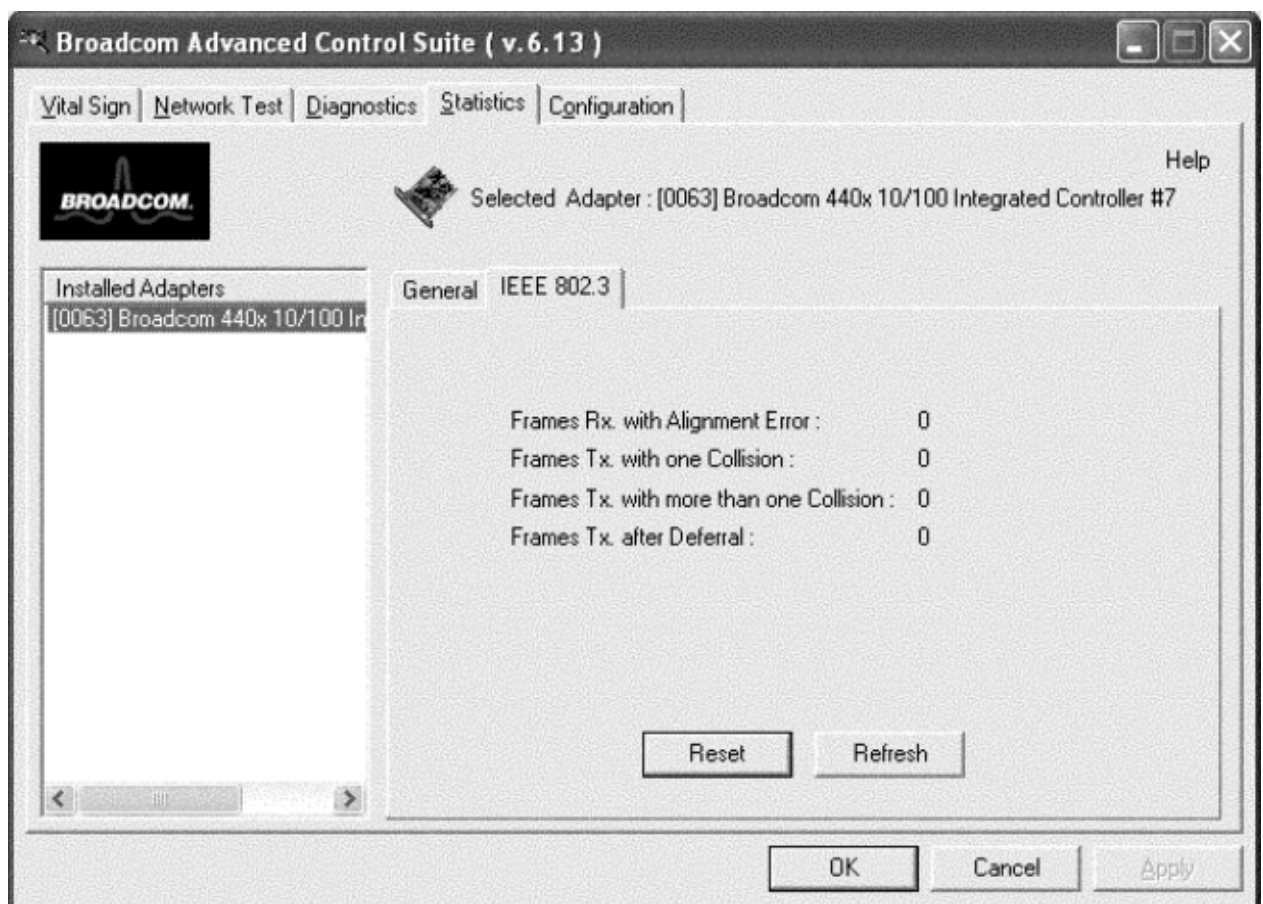 Broadcom Advanced Control Suite ( v.6.13 )
Vital Sign Network Test Diagnostics Statistics Configuration
BROADCOM.
Help
Selected Adapter : [0063] Broadcom 440x 10/100 Integrated Controller #7
Installed Adapters
[0063] Broadcom 440x 10/100 In
General IEEE 802.3
Frames Rx. with Alignment Error : 0
Frames Tx. with one Collision : 0
Frames Tx. with more than one Collision : 0
Frames Tx. after Deferral : 0
Reset Refresh
OK Cancel Apply